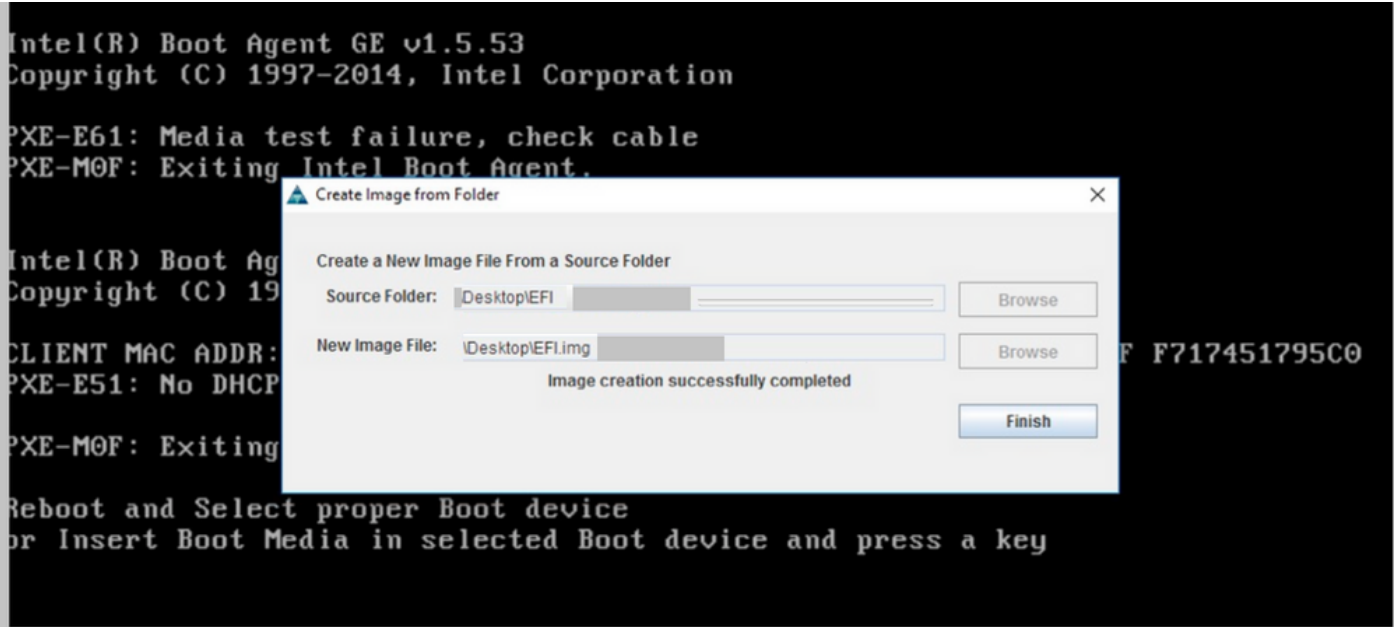 Intel(R) Boot Agent GE v1.5.53
Copyright (C) 1997-2014, Intel Corporation
PXE-E61: Media test failure, check cable
PXE-M0F: Exiting Intel Boot Agent.
Create Image from Folder
Intel(R) Boot Ag
Create a New Image File From a Source Folder
Copyright (C) 19
Source Folder: \Desktop\EFI Browse
New Image File: \Desktop\EFI.img Browse
CLIENT MAC ADDR: F F717451795C0
Image creation successfully completed
PXE-E51: No DHCP
Finish
PXE-M0F: Exiting
Reboot and Select proper Boot device
or Insert Boot Media in selected Boot device and press a key